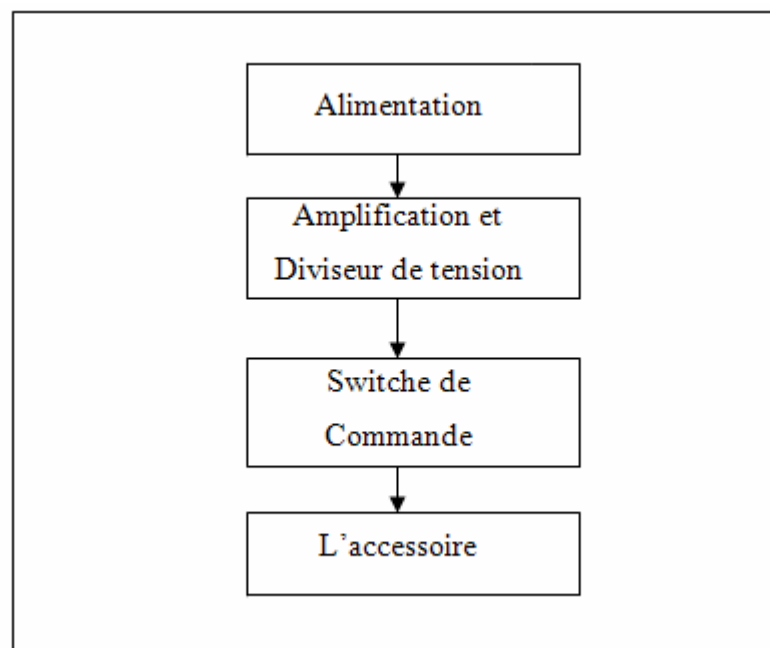 Alimentation
Amplification et
Diviseur de tension
Switche de
Commande
L'accessoire